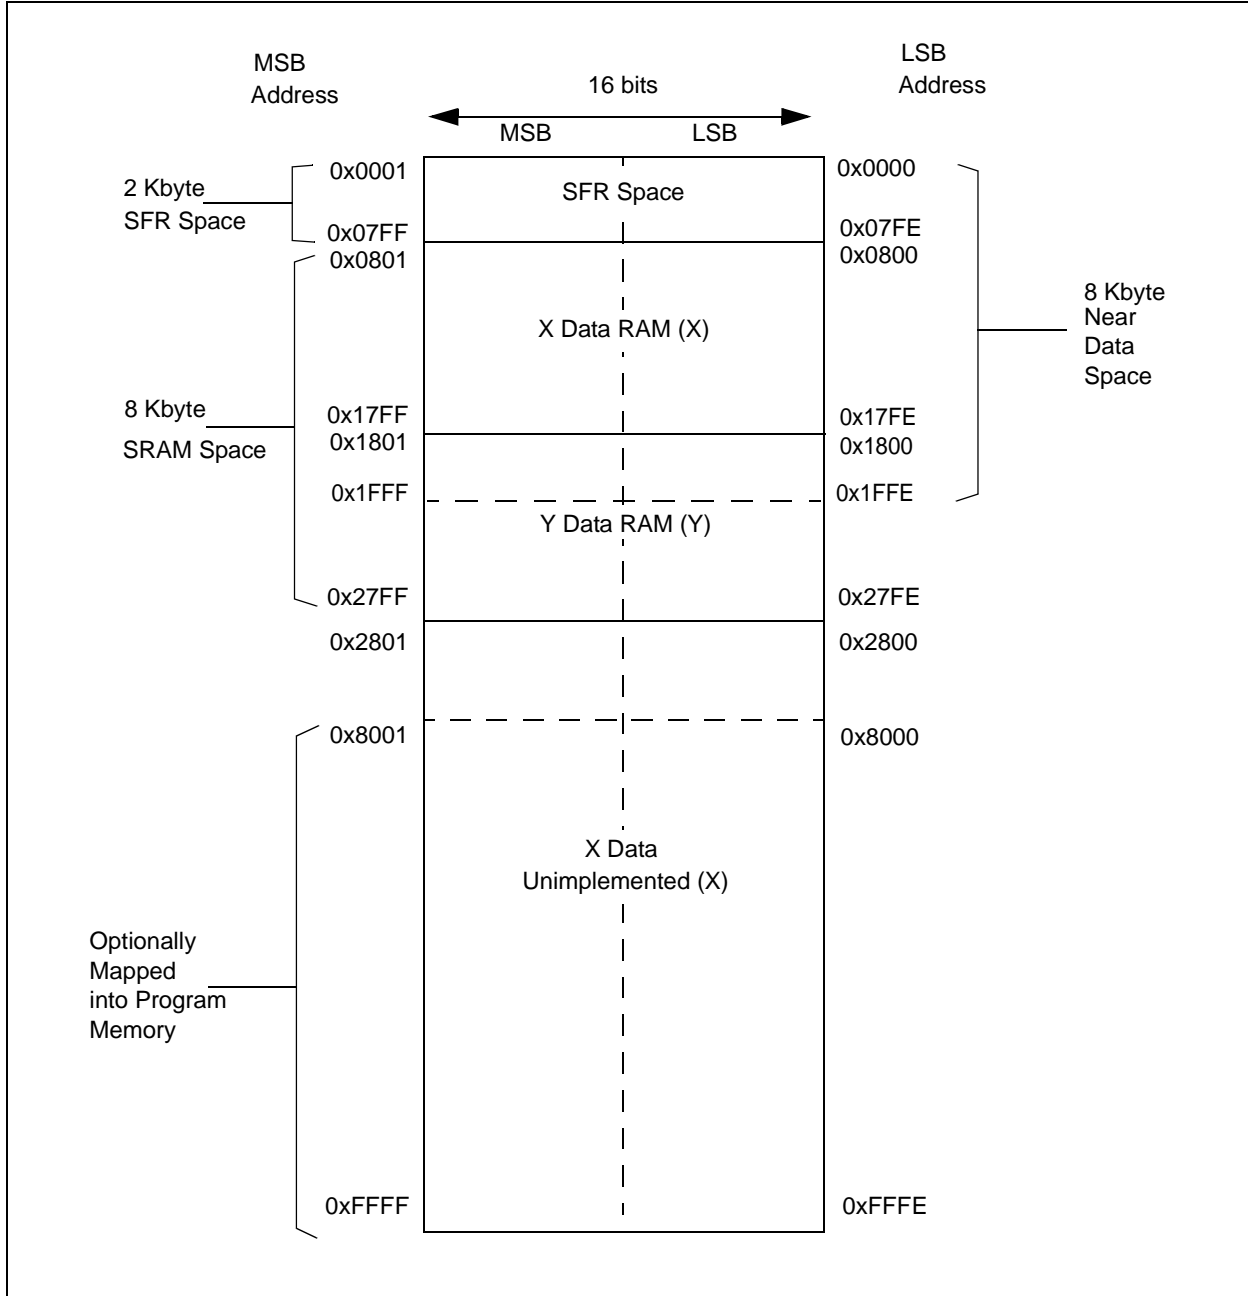 MSB
Address
LSB
Address
16 bits
MSB
LSB
2 Kbyte
SFR Space
0x0001
SFR Space
0x0000
0x07FF
0x07FE
0x0801
0x0800
X Data RAM (X)
8 Kbyte
Near
Data
Space
8 Kbyte
SRAM Space
0x17FF
0x17FE
0x1801
0x1800
0x1FFF
0x1FFE
Y Data RAM (Y)
0x27FF
0x27FE
0x2801
0x2800
0x8001
0x8000
X Data
Unimplemented (X)
Optionally
Mapped
into Program
Memory
0xFFFF
0xFFFE